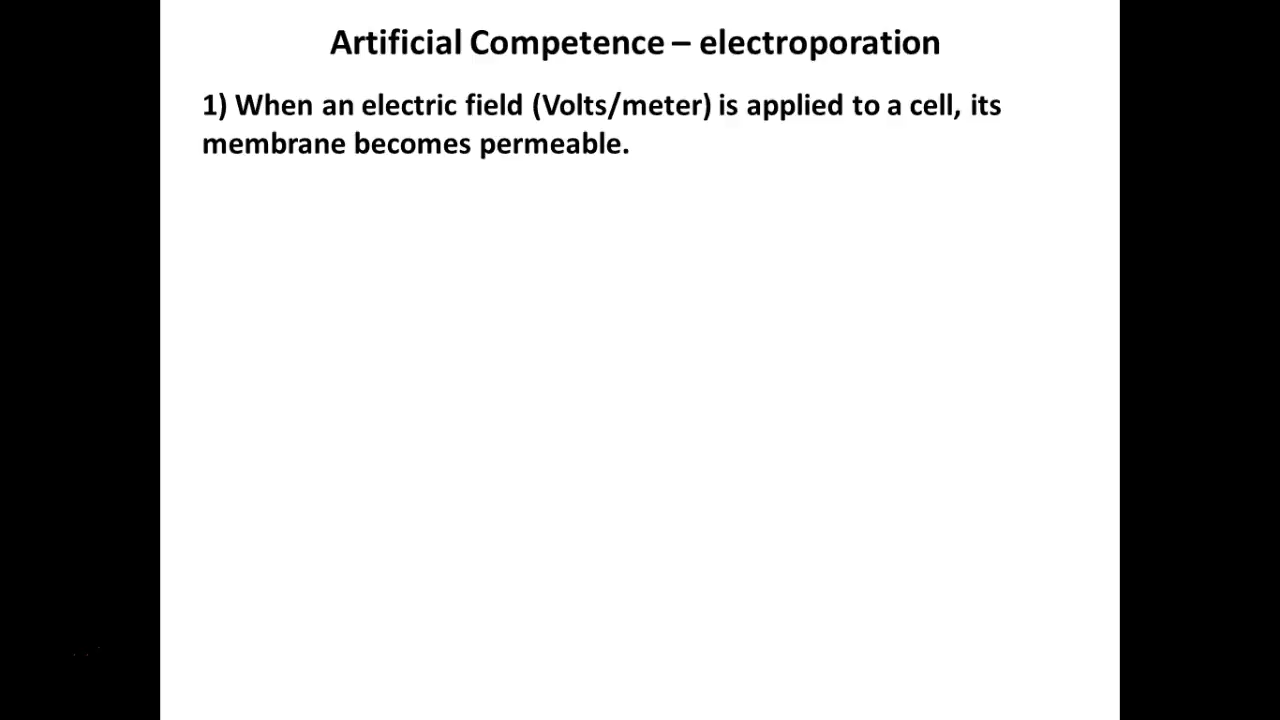 Artificial Competence – electroporation
1) When an electric field (Volts/meter) is applied to a cell, its
membrane becomes permeable.